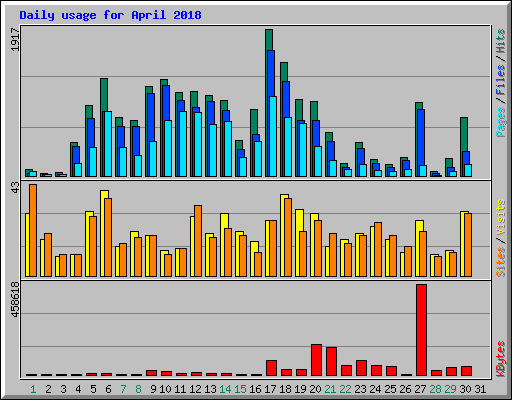 Daily usage for April 2018
1917
Pages / Files / Hits
43
Sites / Visits
458618
KBytes
1 2 3 4 5 6 7 8 9 10 11 12 13 14 15 16 17 18 19 20 21 22 23 24 25 26 27 28 29 30 31